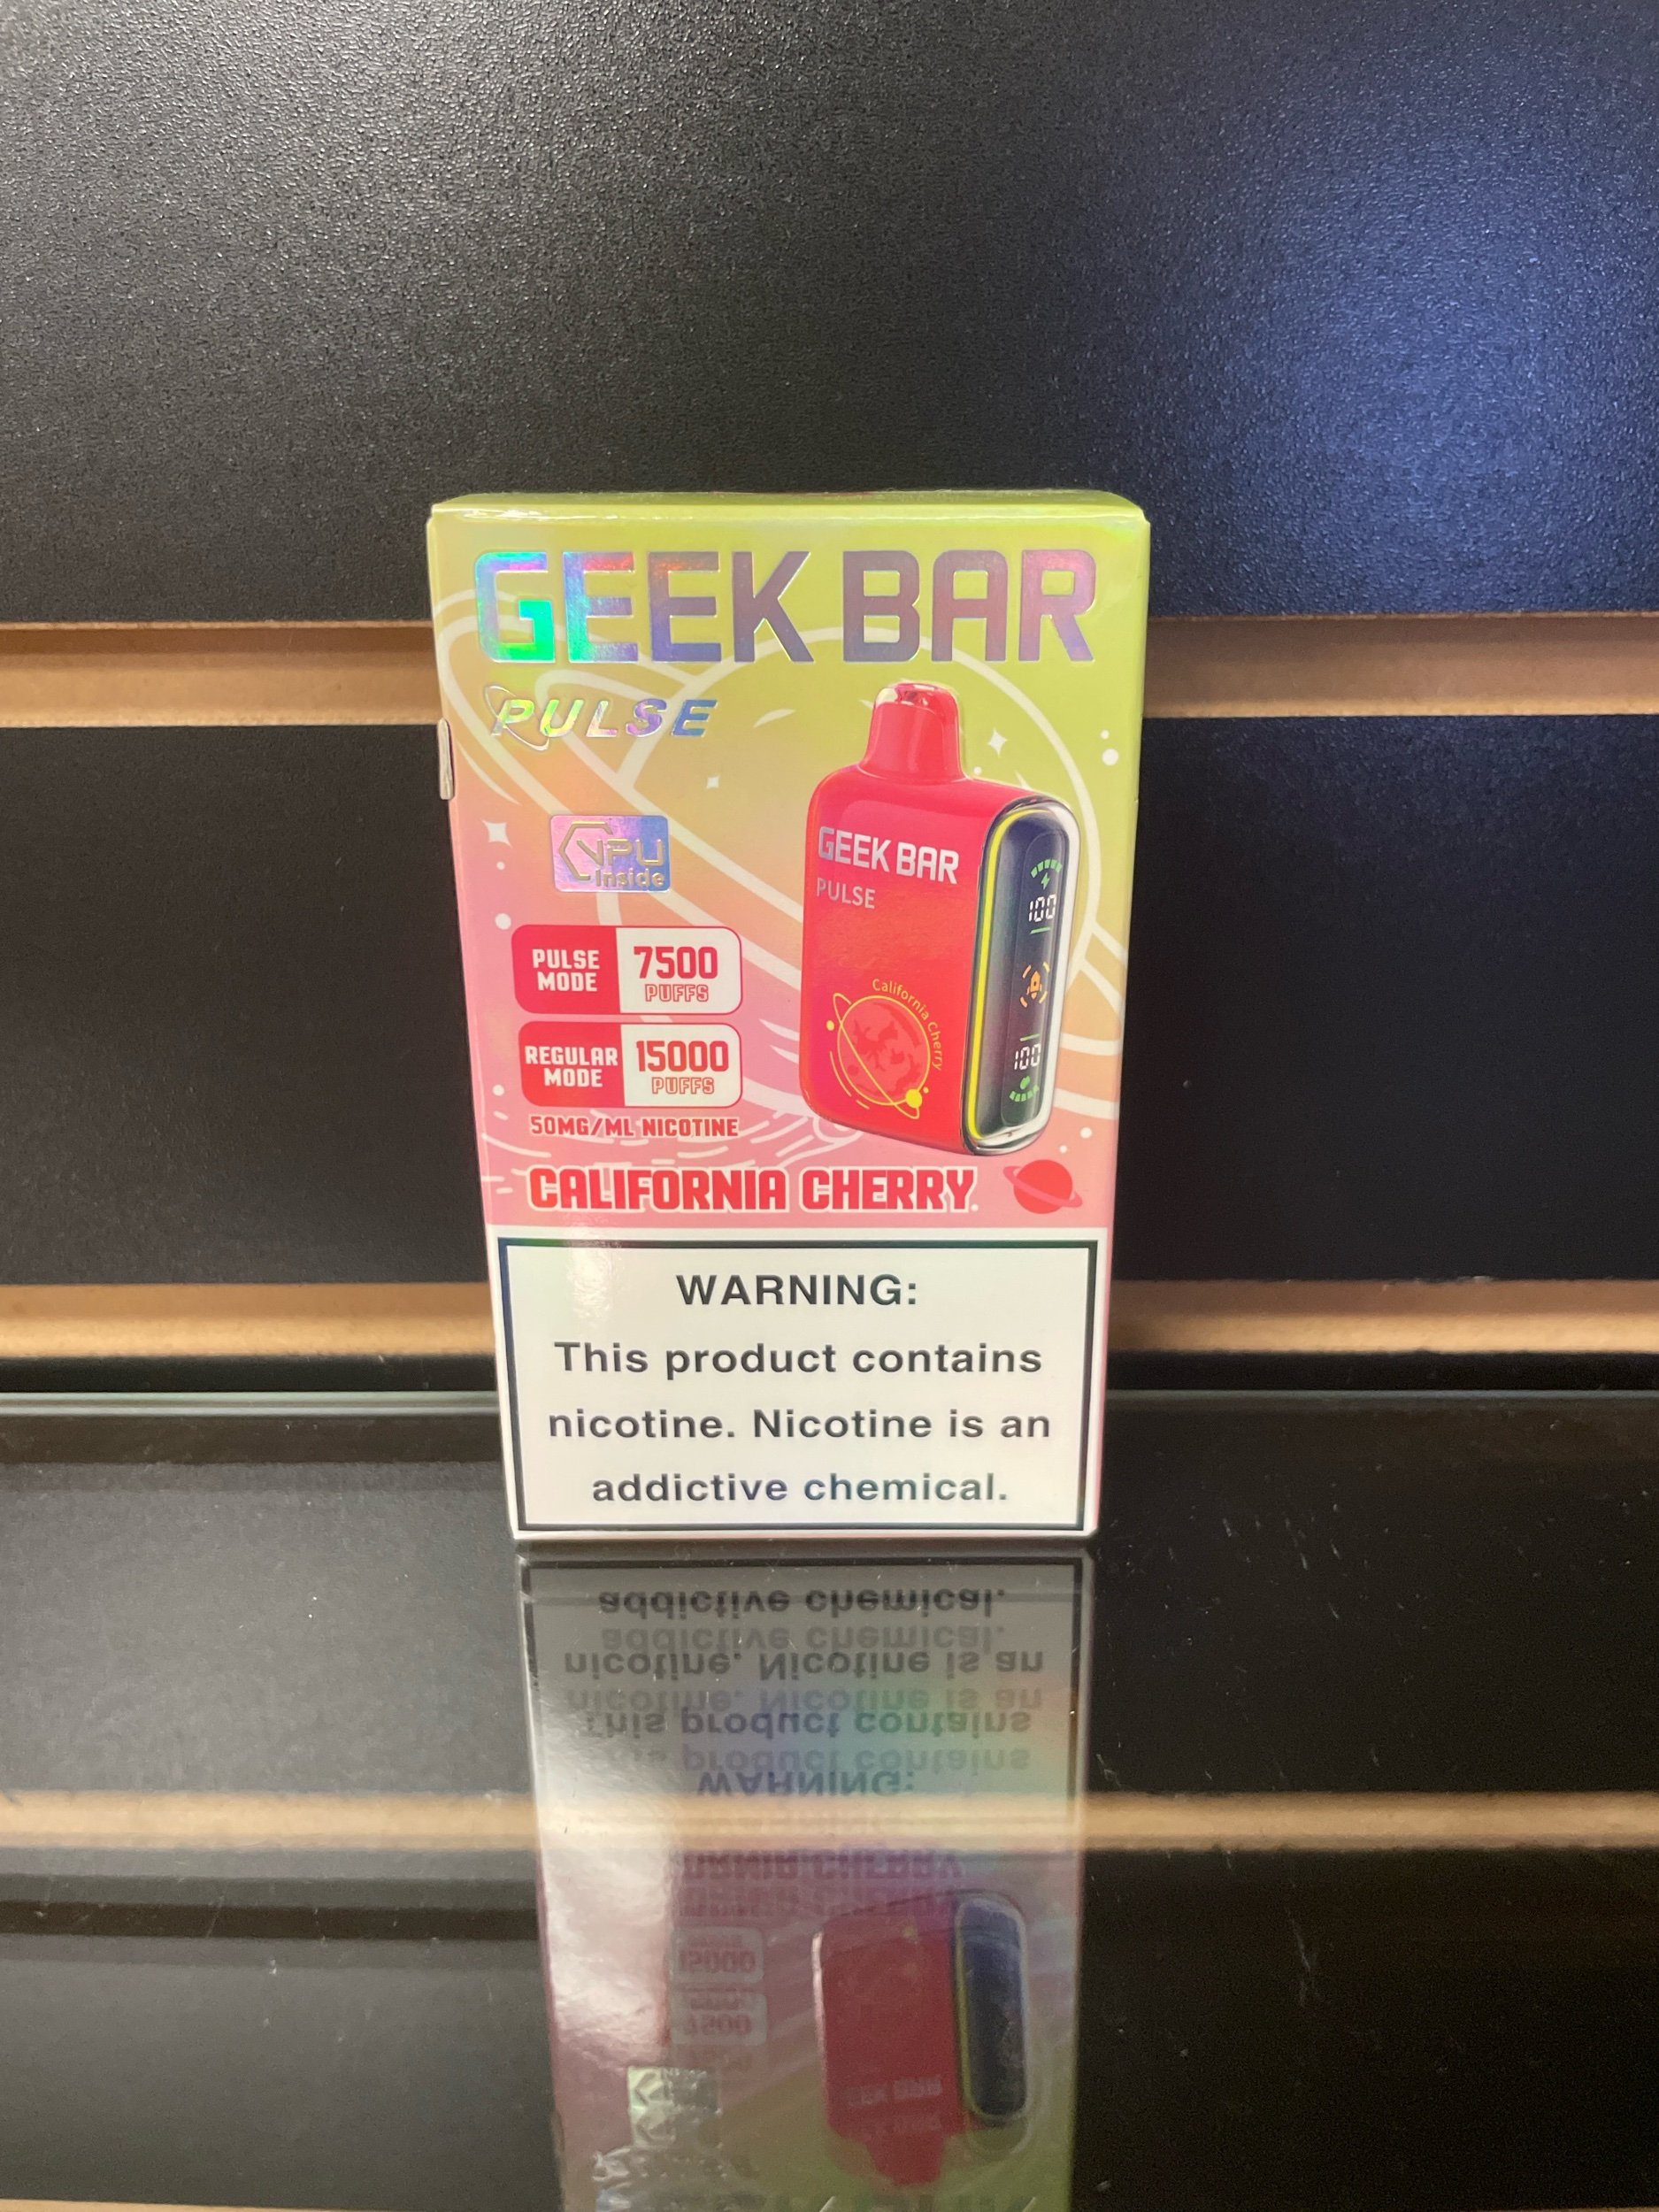 GEEK BAR
PULSE
VPU
Inside
PULSE
MODE
7500
PUFFS
REGULAR
MODE
15000
PUFFS
50MG/ML NICOTINE
GEEK BAR
PULSE
California Cherry
100
100
CALIFORNIA CHERRY
WARNING:
This product contains
nicotine. Nicotine is an
addictive chemical.